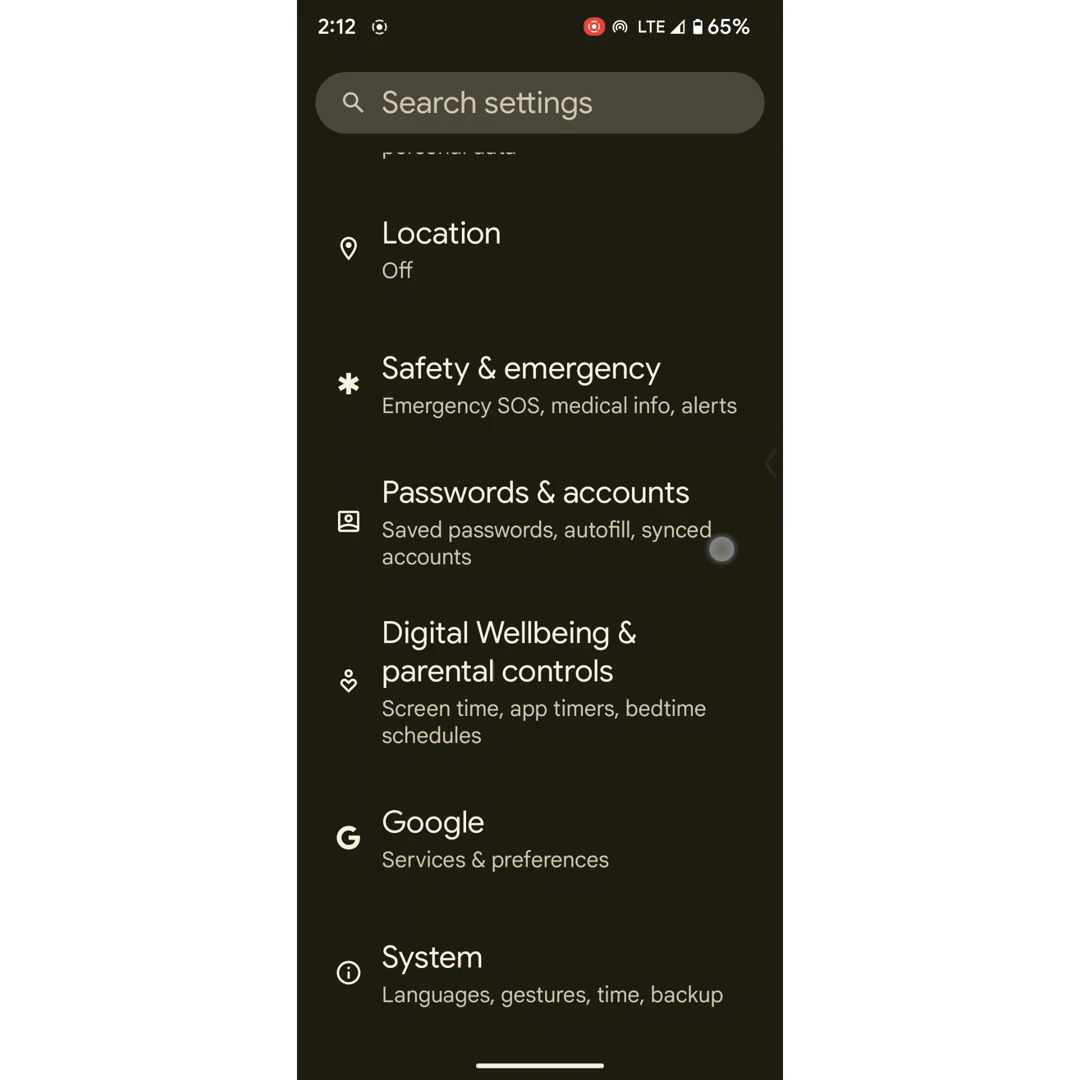 2:12
LTE 65%
Search settings
personal data
Location
Off
Safety & emergency
Emergency SOS, medical info, alerts
Passwords & accounts
Saved passwords, autofill, synced
accounts
Digital Wellbeing &
parental controls
Screen time, app timers, bedtime
schedules
Google
Services & preferences
System
Languages, gestures, time, backup